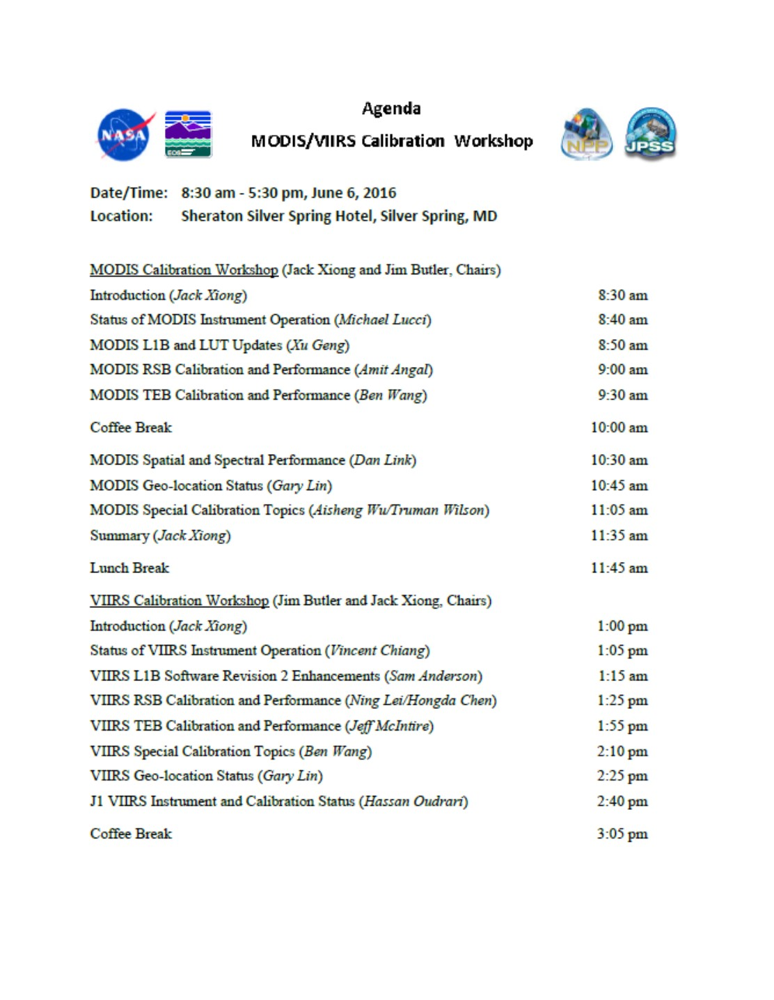 Agenda
MODIS/VIIRS Calibration Workshop
NASA
EOS
NPP
JPSS
Date/Time: 8:30 am - 5:30 pm, June 6, 2016
Location: Sheraton Silver Spring Hotel, Silver Spring, MD
MODIS Calibration Workshop (Jack Xiong and Jim Butler, Chairs)
Introduction (Jack Xiong) 8:30 am
Status of MODIS Instrument Operation (Michael Lucci) 8:40 am
MODIS L1B and LUT Updates (Xu Geng) 8:50 am
MODIS RSB Calibration and Performance (Amit Angal) 9:00 am
MODIS TEB Calibration and Performance (Ben Wang) 9:30 am
Coffee Break 10:00 am
MODIS Spatial and Spectral Performance (Dan Link) 10:30 am
MODIS Geo-location Status (Gary Lin) 10:45 am
MODIS Special Calibration Topics (Aisheng Wu/Truman Wilson) 11:05 am
Summary (Jack Xiong) 11:35 am
Lunch Break 11:45 am
VIIRS Calibration Workshop (Jim Butler and Jack Xiong, Chairs)
Introduction (Jack Xiong) 1:00 pm
Status of VIIRS Instrument Operation (Vincent Chiang) 1:05 pm
VIIRS L1B Software Revision 2 Enhancements (Sam Anderson) 1:15 am
VIIRS RSB Calibration and Performance (Ning Lei/Hongda Chen) 1:25 pm
VIIRS TEB Calibration and Performance (Jeff McIntire) 1:55 pm
VIIRS Special Calibration Topics (Ben Wang) 2:10 pm
VIIRS Geo-location Status (Gary Lin) 2:25 pm
J1 VIIRS Instrument and Calibration Status (Hassan Oudrari) 2:40 pm
Coffee Break 3:05 pm